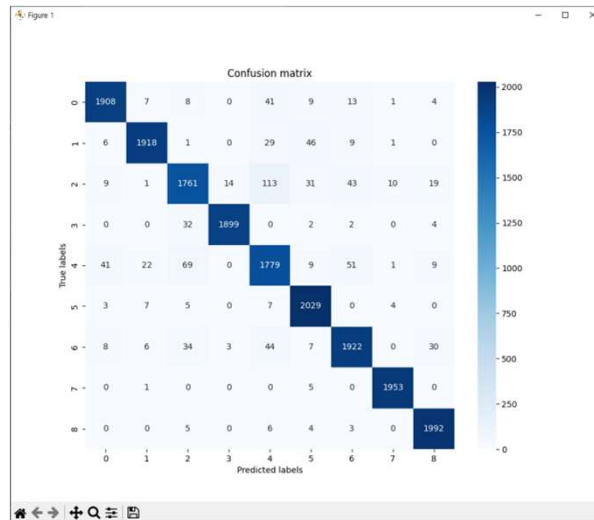 Figure 1
Confusion matrix
0 1908 7 8 0 41 9 13 1 4
1 6 1918 1 0 29 46 9 1 0
2 9 1 1761 14 113 31 43 10 19
3 0 0 32 1899 0 2 2 0 4
4 41 22 69 0 1779 9 51 1 9
5 3 7 5 0 7 2029 0 4 0
6 8 6 34 3 44 7 1922 0 30
7 0 1 0 0 0 5 0 1953 0
8 0 0 5 0 6 4 3 0 1992
0 1 2 3 4 5 6 7 8
True labels
Predicted labels
2000
1750
1500
1250
1000
750
500
250
0